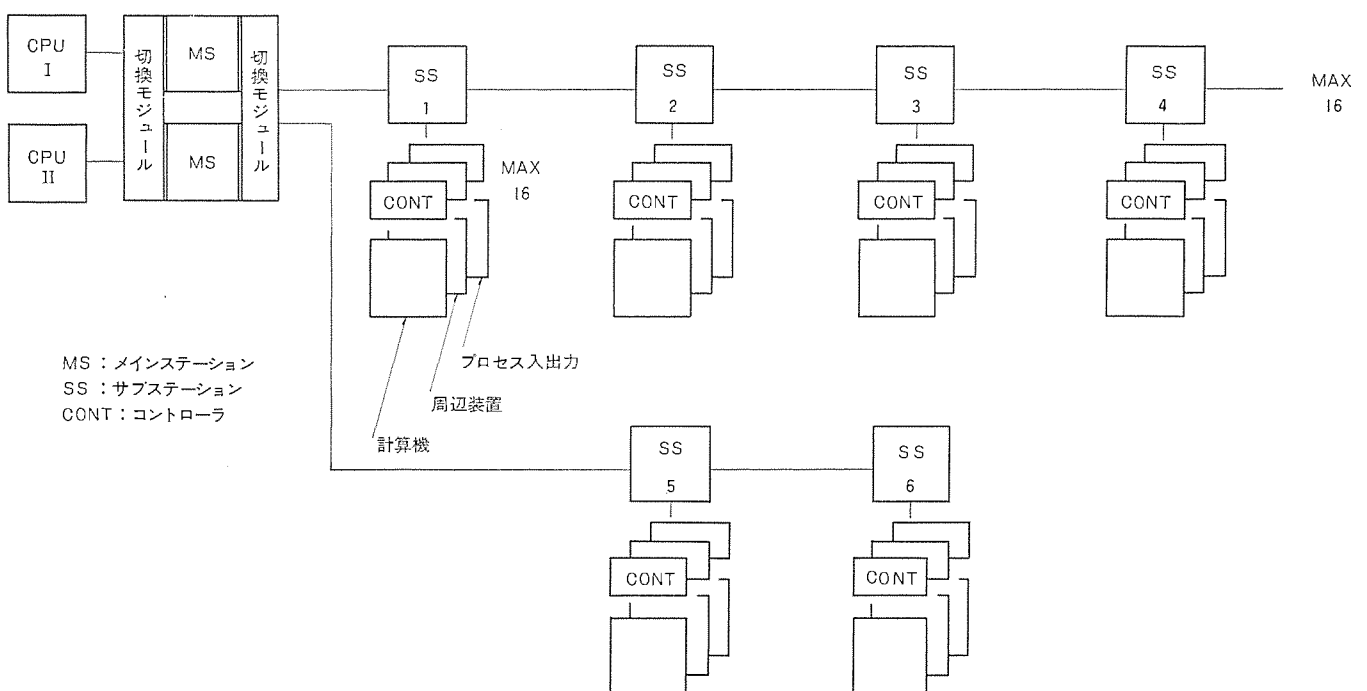 CPU
I
CPU
II
切換モジュール
MS
MS
切換モジュール
SS
1
SS
2
SS
3
SS
4
MAX
16
CONT
MAX
16
CONT
CONT
CONT
プロセス入出力
周辺装置
計算機
MS：メインステーション
SS：サブステーション
CONT：コントローラ
SS
5
SS
6
CONT
CONT